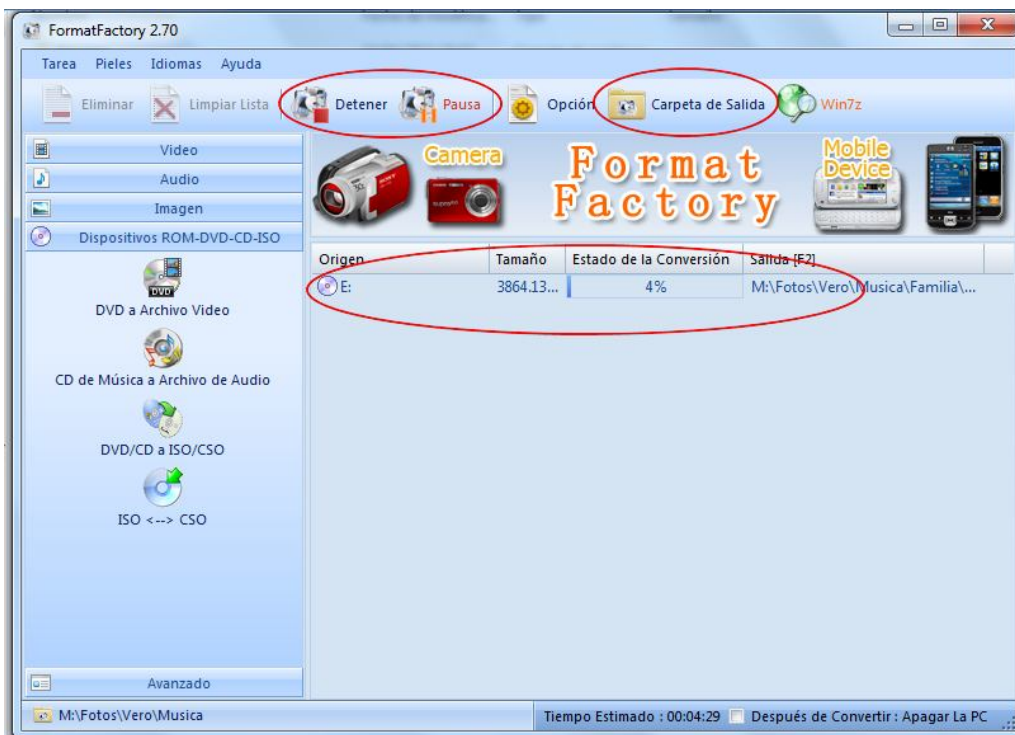 FormatFactory 2.70
Tarea Pieles Idiomas Ayuda
Eliminar Limpiar Lista Detener Pausa Opción Carpeta de Salida Win7z
Video
Audio
Imagen
Dispositivos ROM-DVD-CD-ISO
DVD
DVD a Archivo Video
CD de Música a Archivo de Audio
DVD/CD a ISO/CSO
ISO <--> CSO
Avanzado
Camera
Format
Factory
Mobile
Device
Origen Tamaño Estado de la Conversión Salida [F2]
E: 3864.13... 4% M:\Fotos\Vero\Musica\Familia\...
M:\Fotos\Vero\Musica Tiempo Estimado : 00:04:29 Después de Convertir : Apagar La PC